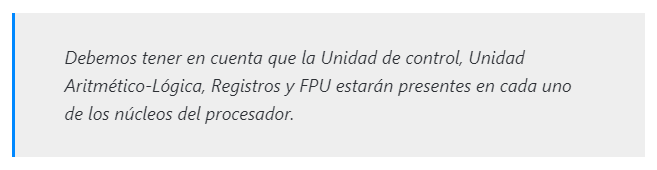 Debemos tener en cuenta que la Unidad de control, Unidad
Aritmético-Lógica, Registros y FPU estarán presentes en cada uno
de los núcleos del procesador.